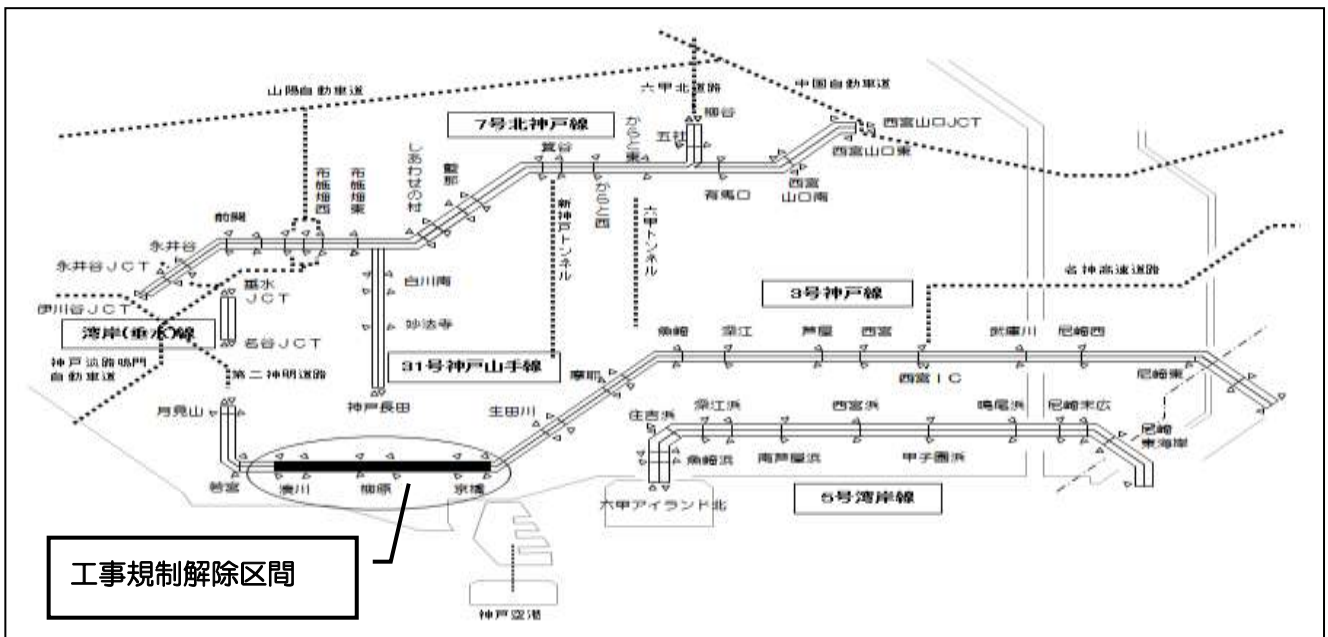 山陽自動車道
六甲北道路
中国自動車道
柳谷
7号北神戸線
からと東
五社
西宮山口JCT
西宮山口東
しあわせの村
藍那
箕谷
布施畑西
布施畑東
からと西
有馬口
西宮
山口南
前開
新神戸トンネル
六甲トンネル
永井谷
永井谷JCT
垂水
JCT
白川南
名神高速道路
伊川谷JCT
3号神戸線
湾岸(垂水)線
名谷JCT
妙法寺
魚崎
深江
芦屋
西宮
武庫川
尼崎西
神戸淡路鳴門
自動車道
第二神明道路
31号神戸山手線
摩耶
西宮IC
尼崎東
月見山
神戸長田
生田川
住吉浜
深江浜
西宮浜
鳴尾浜
尼崎末広
尼崎
東海岸
若宮
湊川
柳原
京橋
魚崎浜
南芦屋浜
甲子園浜
六甲アイランド北
5号湾岸線
工事規制解除区間
神戸空港